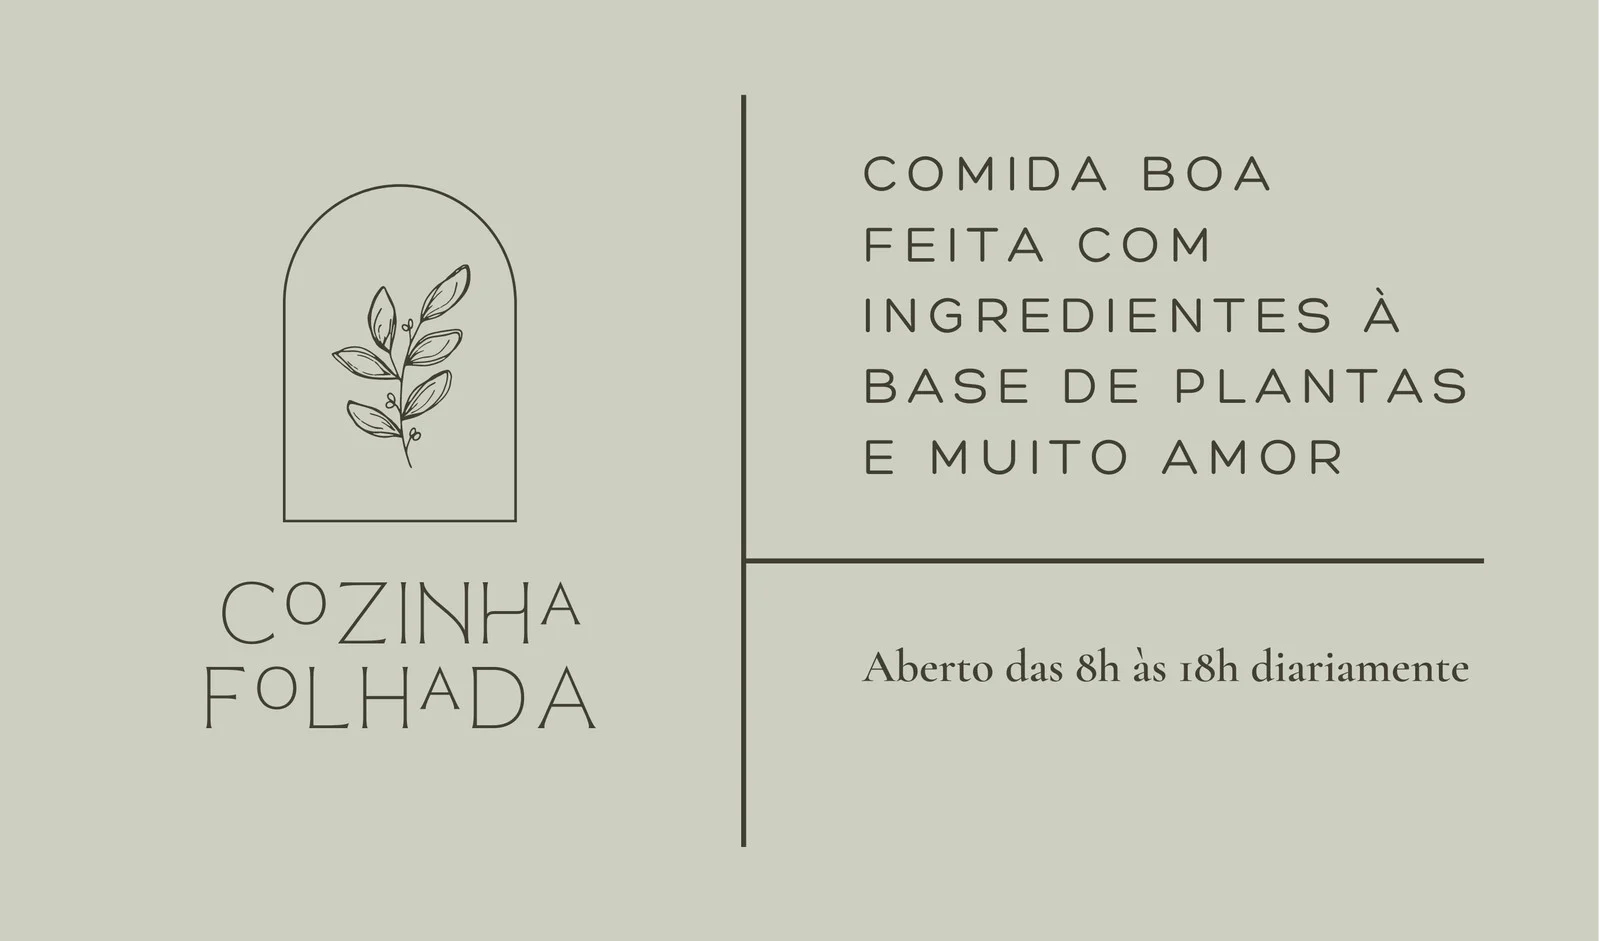 COZINHA
FOLHADA
COMIDA BOA
FEITA COM
INGREDIENTES À
BASE DE PLANTAS
E MUITO AMOR
Aberto das 8h às 18h diariamente